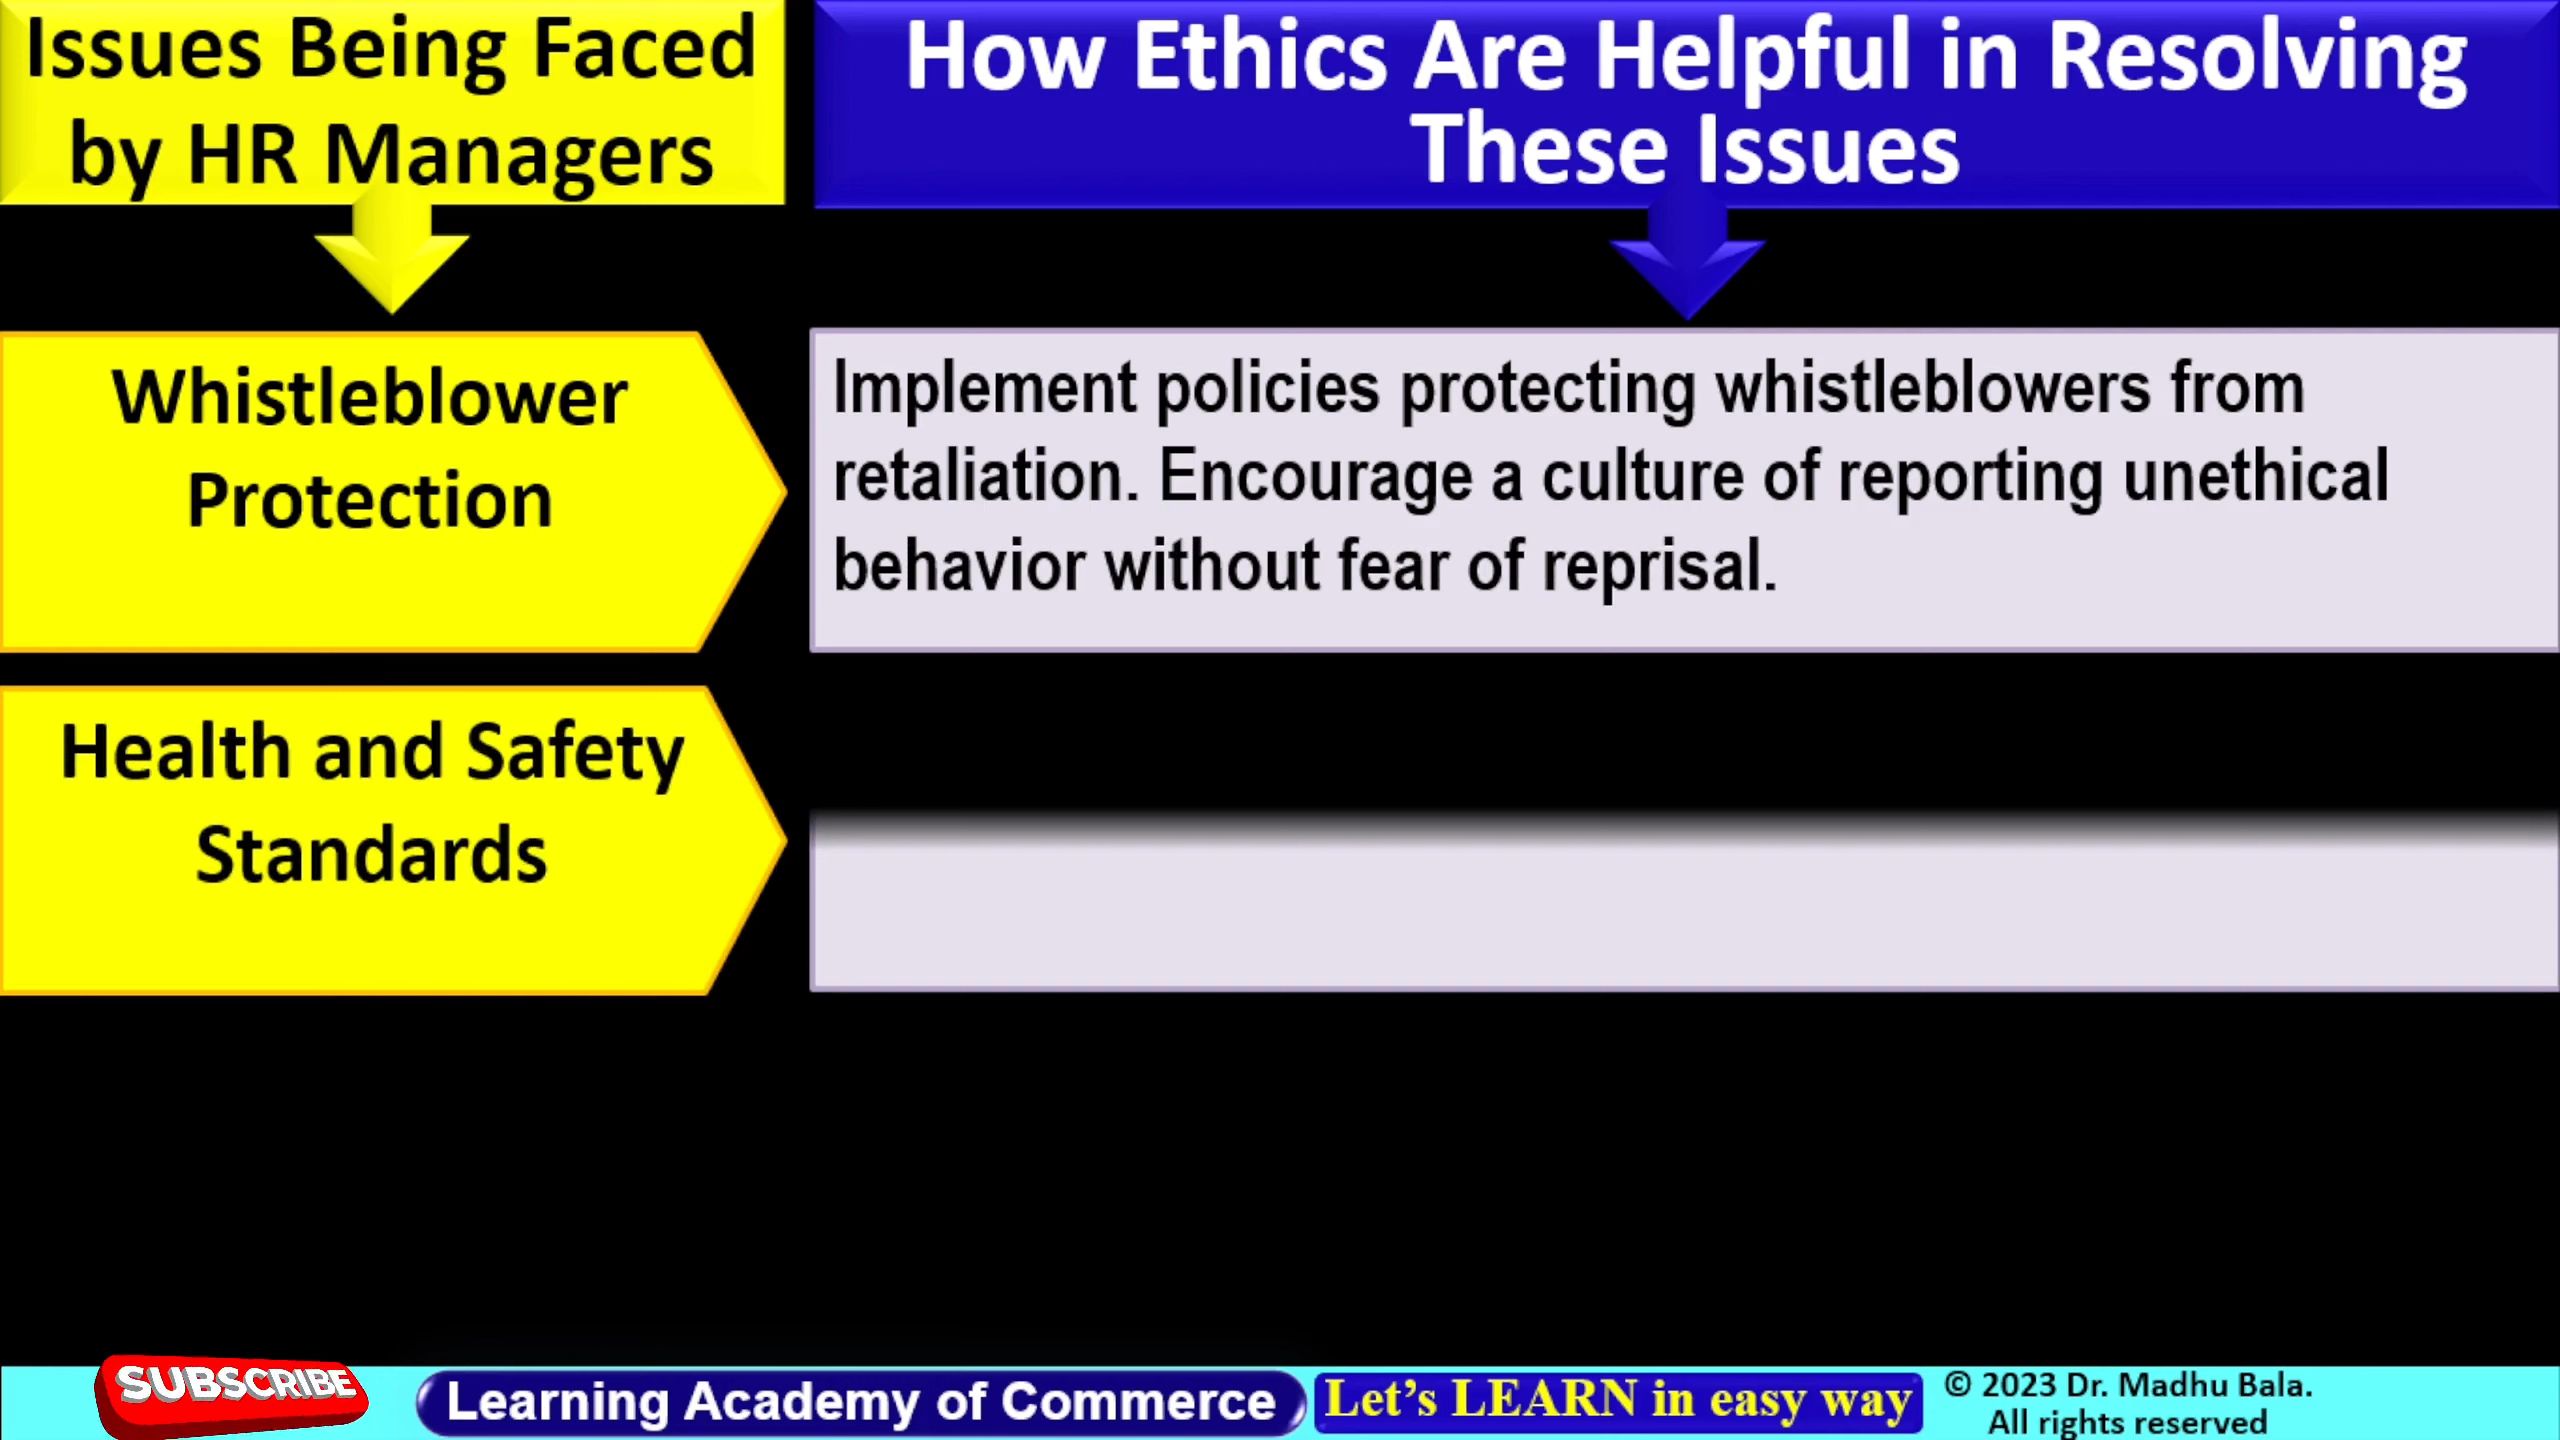 Issues Being Faced
by HR Managers
How Ethics Are Helpful in Resolving
These Issues
Whistleblower
Protection
Implement policies protecting whistleblowers from
retaliation. Encourage a culture of reporting unethical
behavior without fear of reprisal.
Health and Safety
Standards
SUBSCRIBE
Learning Academy of Commerce
Let's LEARN in easy way
© 2023 Dr. Madhu Bala.
All rights reserved